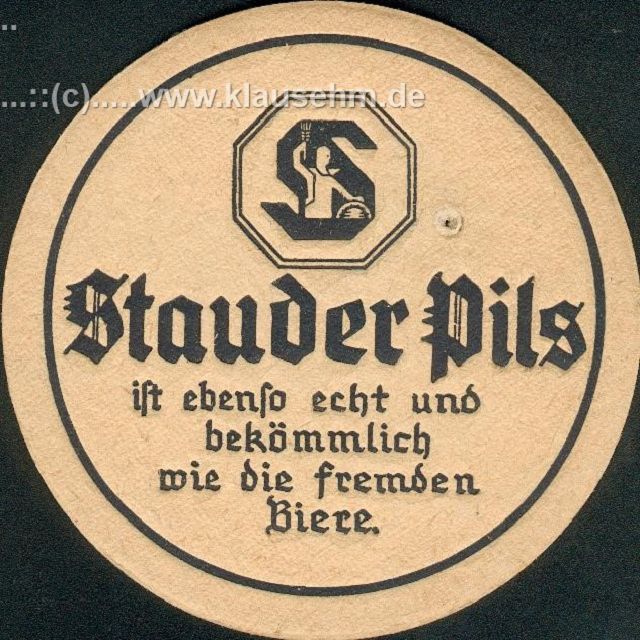 ..
...::(c).....www.klausehm.de
S
Stauder Pils
iſt ebenſo echt und
bekömmlich
wie die fremden
Biere.